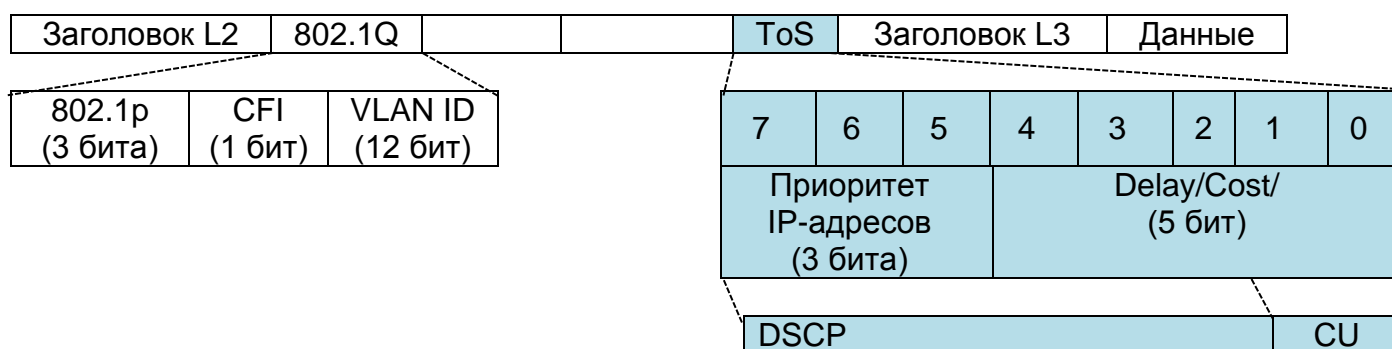 Заголовок L2 802.1Q ToS Заголовок L3 Данные
802.1p CFI VLAN ID
(3 бита) (1 бит) (12 бит)
7 6 5 4 3 2 1 0
Приоритет Delay/Cost/
IP-адресов (5 бит)
(3 бита)
DSCP CU